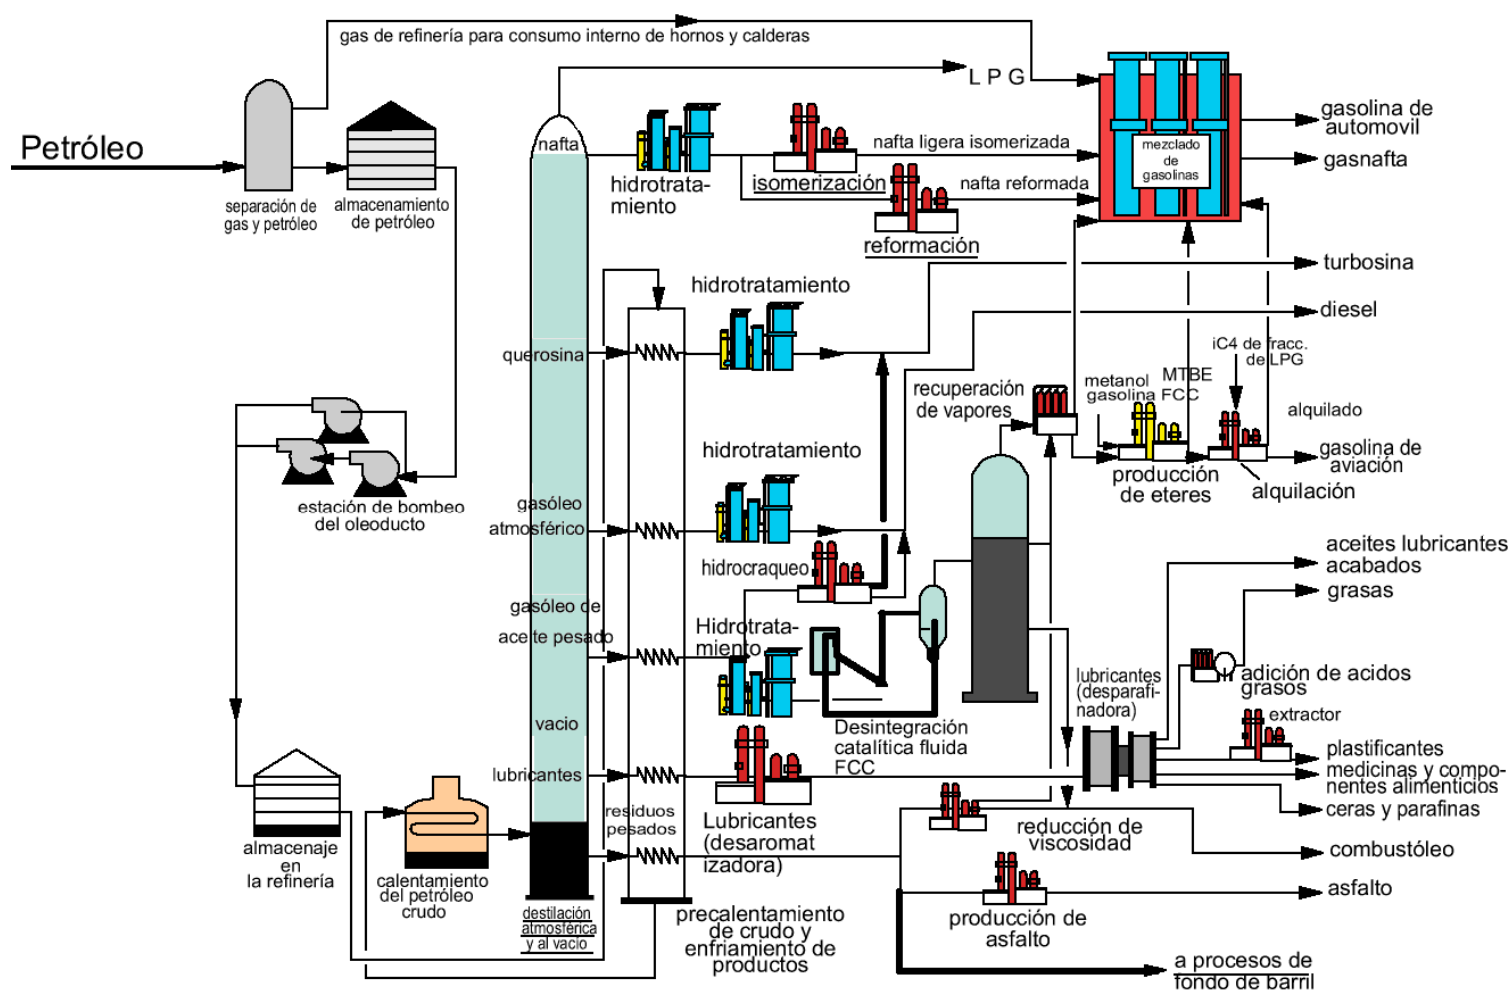 gas de refinería para consumo interno de hornos y calderas
L P G
Petróleo
separación de
gas y petróleo
almacenamiento
de petróleo
nafta
hidrotrata-
miento
isomerización
nafta ligera isomerizada
nafta reformada
reformación
mezclado
de
gasolinas
gasolina de
automovil
gasnafta
turbosina
diesel
hidrotratamiento
querosina
iC4 de fracc.
de LPG
recuperación
de vapores
metanol
gasolina
MTBE
FCC
alquilado
gasolina de
aviación
producción
de eteres
alquilación
hidrotratamiento
estación de bombeo
del oleoducto
gasóleo
atmosférico
hidrocraqueo
gasóleo de
aceite pesado
Hidrotrata-
miento
aceites lubricantes
acabados
grasas
adición de acidos
grasos
lubricantes
(desparafi-
nadora)
extractor
vacio
Desintegración
catalítica fluida
FCC
plastificantes
medicinas y compo-
nentes alimenticios
ceras y parafinas
lubricantes
residuos
pesados
Lubricantes
(desaromat
izadora)
reducción de
viscosidad
combustóleo
almacenaje
en
la refinería
calentamiento
del petróleo
crudo
destilación
atmosférica
y al vacio
precalentamiento
de crudo y
enfriamiento de
productos
producción de
asfalto
asfalto
a procesos de
fondo de barril